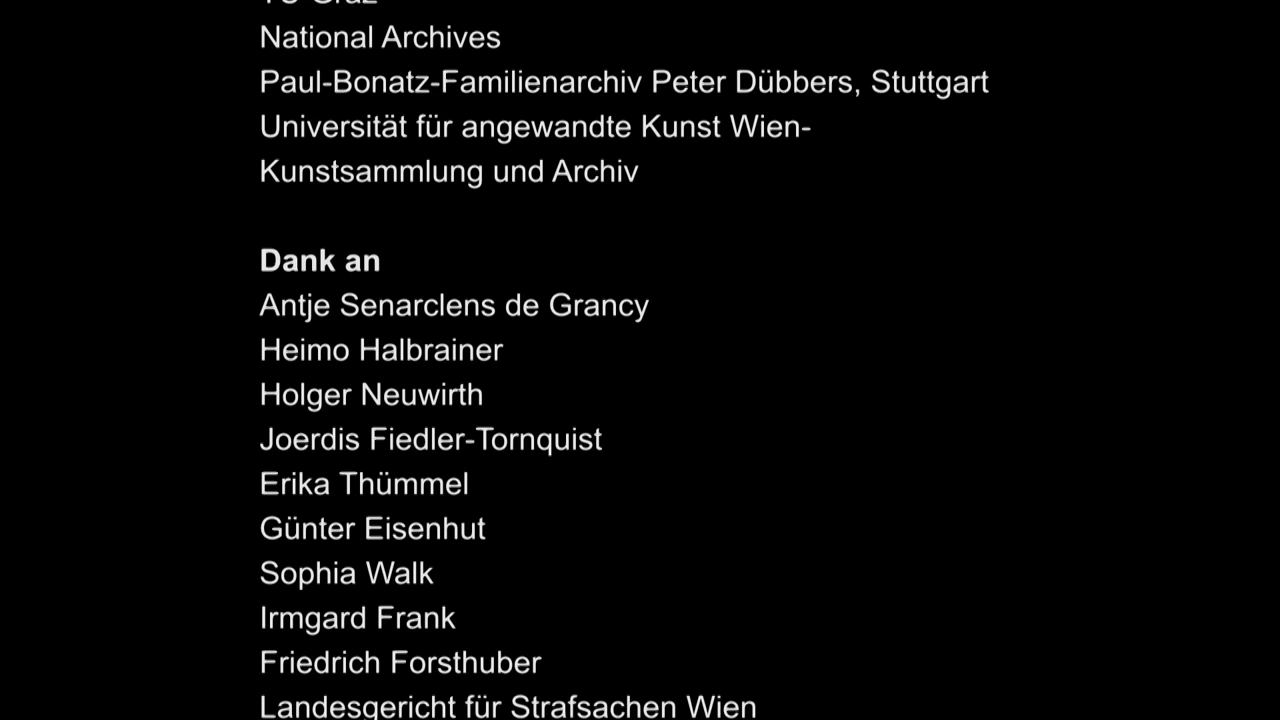 TU Graz
National Archives
Paul-Bonatz-Familienarchiv Peter Dübbers, Stuttgart
Universität für angewandte Kunst Wien-
Kunstsammlung und Archiv
Dank an
Antje Senarclens de Grancy
Heimo Halbrainer
Holger Neuwirth
Joerdis Fiedler-Tornquist
Erika Thümmel
Günter Eisenhut
Sophia Walk
Irmgard Frank
Friedrich Forsthuber
Landesgericht für Strafsachen Wien